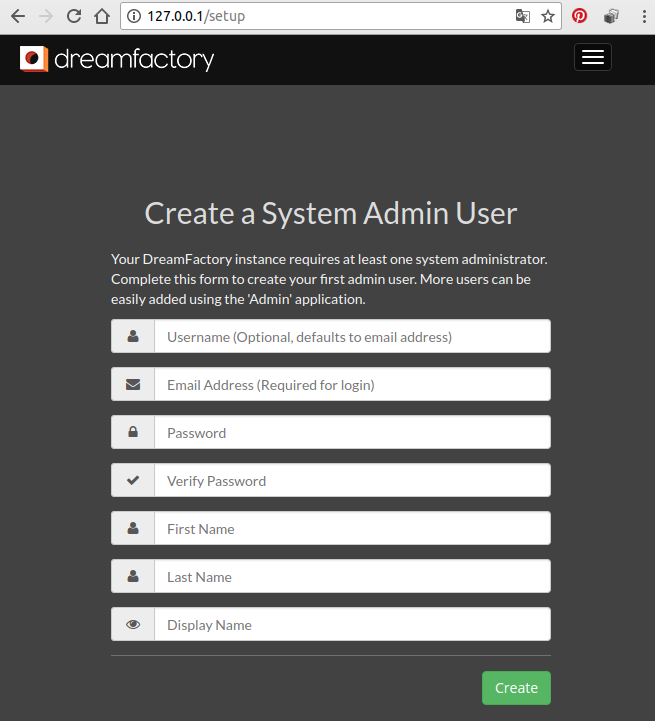 127.0.0.1/setup
dreamfactory
Create a System Admin User
Your DreamFactory instance requires at least one system administrator.
Complete this form to create your first admin user. More users can be
easily added using the 'Admin' application.
Username (Optional, defaults to email address)
Email Address (Required for login)
Password
Verify Password
First Name
Last Name
Display Name
Create